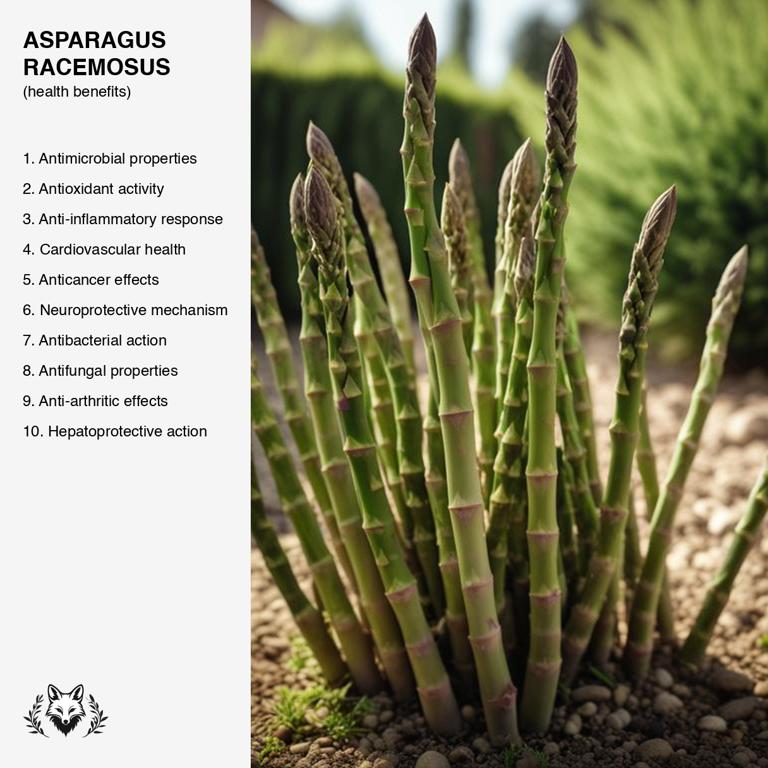 ASPARAGUS
RACEMOSUS
(health benefits)
1. Antimicrobial properties
2. Antioxidant activity
3. Anti-inflammatory response
4. Cardiovascular health
5. Anticancer effects
6. Neuroprotective mechanism
7. Antibacterial action
8. Antifungal properties
9. Anti-arthritic effects
10. Hepatoprotective action